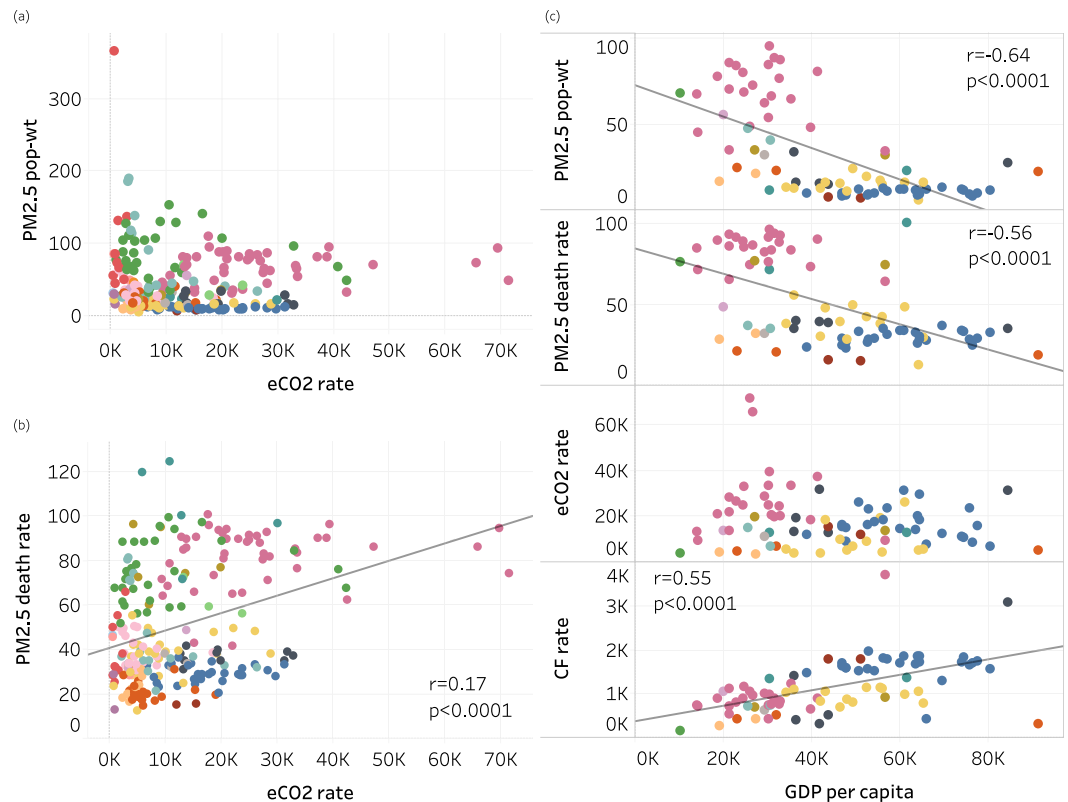 (a)
PM2.5 pop-wt
300
200
100
0
0K 10K 20K 30K 40K 50K 60K 70K
eCO2 rate
(b)
PM2.5 death rate
120
100
80
60
40
20
0
r=0.17
p<0.0001
0K 10K 20K 30K 40K 50K 60K 70K
eCO2 rate
(c)
PM2.5 pop-wt
100
50
0
r=-0.64
p<0.0001
PM2.5 death rate
100
50
0
r=-0.56
p<0.0001
eCO2 rate
60K
40K
20K
0K
CF rate
4K
3K
2K
1K
0K
r=0.55
p<0.0001
0K 20K 40K 60K 80K
GDP per capita